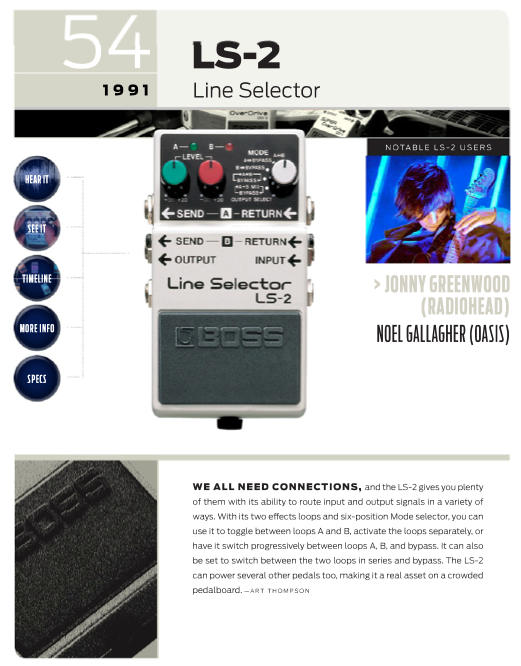 54
1991
LS-2
Line Selector
OverDrive
SUPER
OverDrive
NOTABLE LS-2 USERS
HEAR IT
SEE IT
TIMELINE
MORE INFO
SPECS
A B
LEVEL
MODE
A+B
A↔BYPASS
B↔BYPASS
OUTPUT SELECT
← SEND — A – RETURN ←
← SEND — B – RETURN ←
← OUTPUT INPUT ←
Line Selector
LS-2
BOSS
> JONNY GREENWOOD
(RADIOHEAD)
NOEL GALLAGHER (OASIS)
BOSS
WE ALL NEED CONNECTIONS, and the LS-2 gives you plenty
of them with its ability to route input and output signals in a variety of
ways. With its two effects loops and six-position Mode selector, you can
use it to toggle between loops A and B, activate the loops separately, or
have it switch progressively between loops A, B, and bypass. It can also
be set to switch between the two loops in series and bypass. The LS-2
can power several other pedals too, making it a real asset on a crowded
pedalboard. —ART THOMPSON